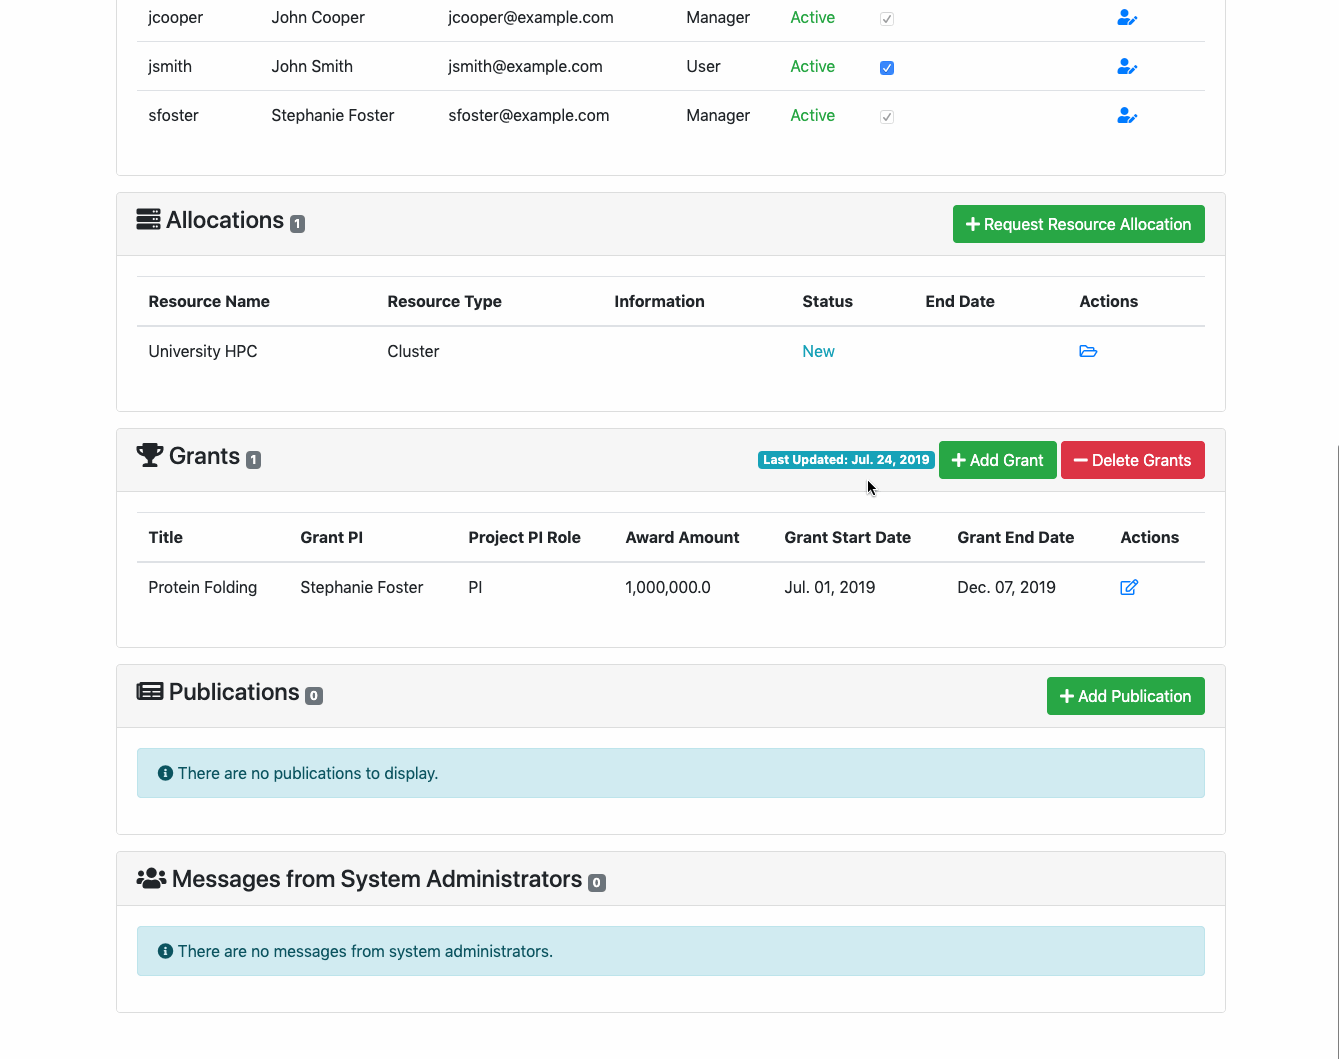 jcooper John Cooper jcooper@example.com Manager Active
jsmith John Smith jsmith@example.com User Active
sfoster Stephanie Foster sfoster@example.com Manager Active
Allocations 1 Request Resource Allocation
Resource Name Resource Type Information Status End Date Actions
University HPC Cluster New
Grants 1 Last Updated: Jul. 24, 2019 Add Grant Delete Grants
Title Grant PI Project PI Role Award Amount Grant Start Date Grant End Date Actions
Protein Folding Stephanie Foster PI 1,000,000.0 Jul. 01, 2019 Dec. 07, 2019
Publications 0 Add Publication
There are no publications to display.
Messages from System Administrators 0
There are no messages from system administrators.